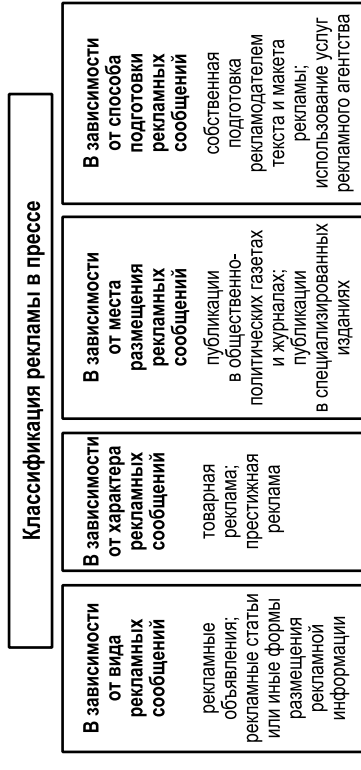 Классификация рекламы в прессе
В зависимости
от вида
рекламных
сообщений
рекламные
объявления;
рекламные статьи
или иные формы
размещения
рекламной
информации
В зависимости
от характера
рекламных
сообщений
товарная
реклама;
престижная
реклама
В зависимости
от места
размещения
рекламных
сообщений
публикации
в общественно-
политических газетах
и журналах;
публикации
в специализированных
изданиях
В зависимости
от способа
подготовки
рекламных
сообщений
собственная
подготовка
рекламодателем
текста и макета
рекламы;
использование услуг
рекламного агентства